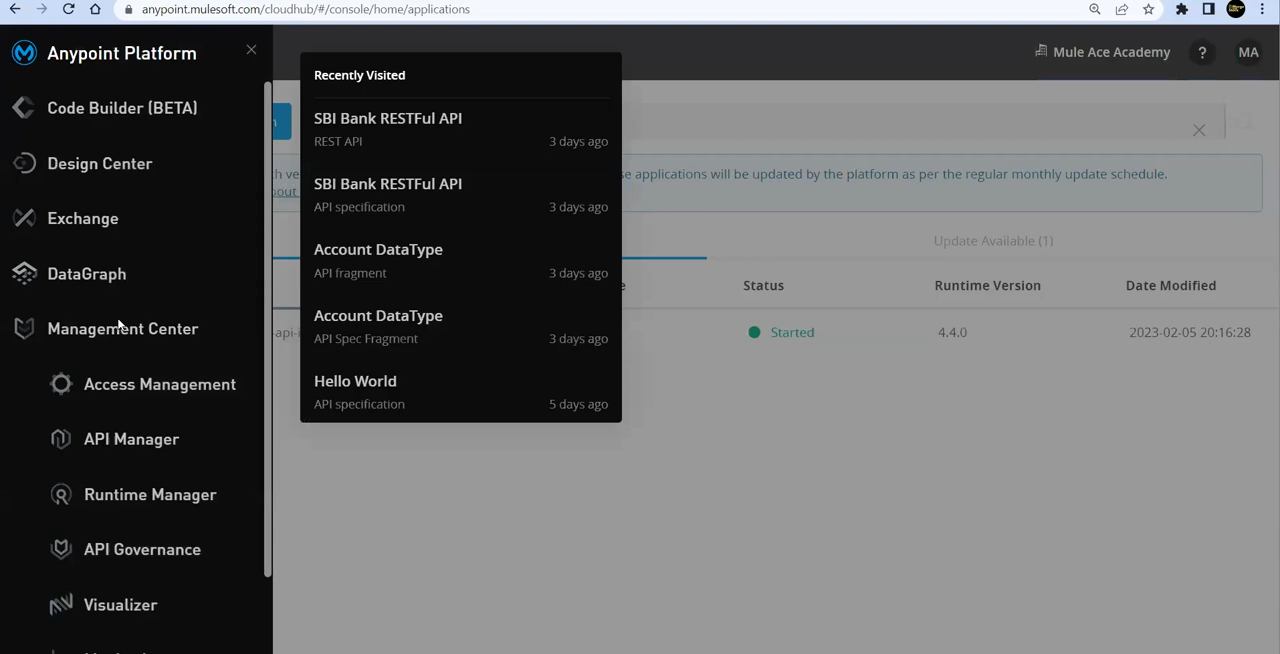 anypoint.mulesoft.com/cloudhub/#/console/home/applications
Anypoint Platform
Mule Ace Academy
?
MA
Code Builder (BETA)
Design Center
Exchange
DataGraph
Management Center
Access Management
API Manager
Runtime Manager
API Governance
Visualizer
Recently Visited
SBI Bank RESTFul API
REST API 3 days ago
SBI Bank RESTFul API
API specification 3 days ago
Account DataType
API fragment 3 days ago
Account DataType
API Spec Fragment 3 days ago
Hello World
API specification 5 days ago
se applications will be updated by the platform as per the regular monthly update schedule.
Update Available (1)
Status Runtime Version Date Modified
Started 4.4.0 2023-02-05 20:16:28